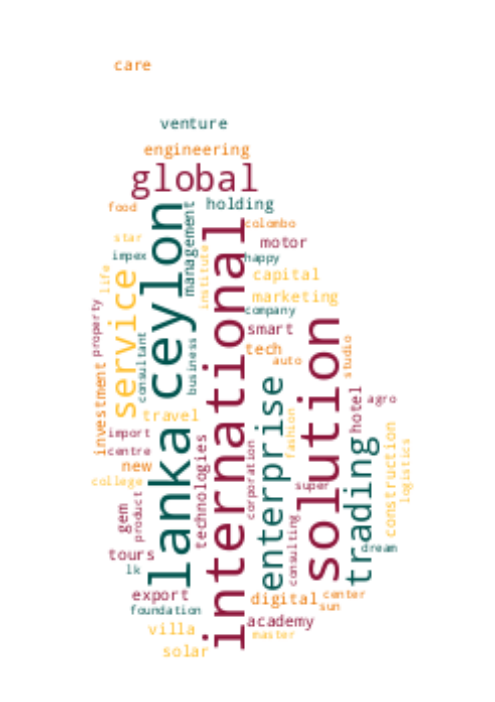 care
venture
engineering
global
food
holding
ceylon
management
colombo
star
motor
impex
happy
institute
life
service
international
capital
marketing
property
company
smart
solution
consultant
business
tech
auto
studio
investment
enterprise
hotel
agro
travel
fashion
import
lanka
technologies
construction
centre
corporation
trading
logistics
new
college
super
product
gem
consulting
tours
dream
lk
export
digital
center
foundation
sun
academy
villa
master
solar